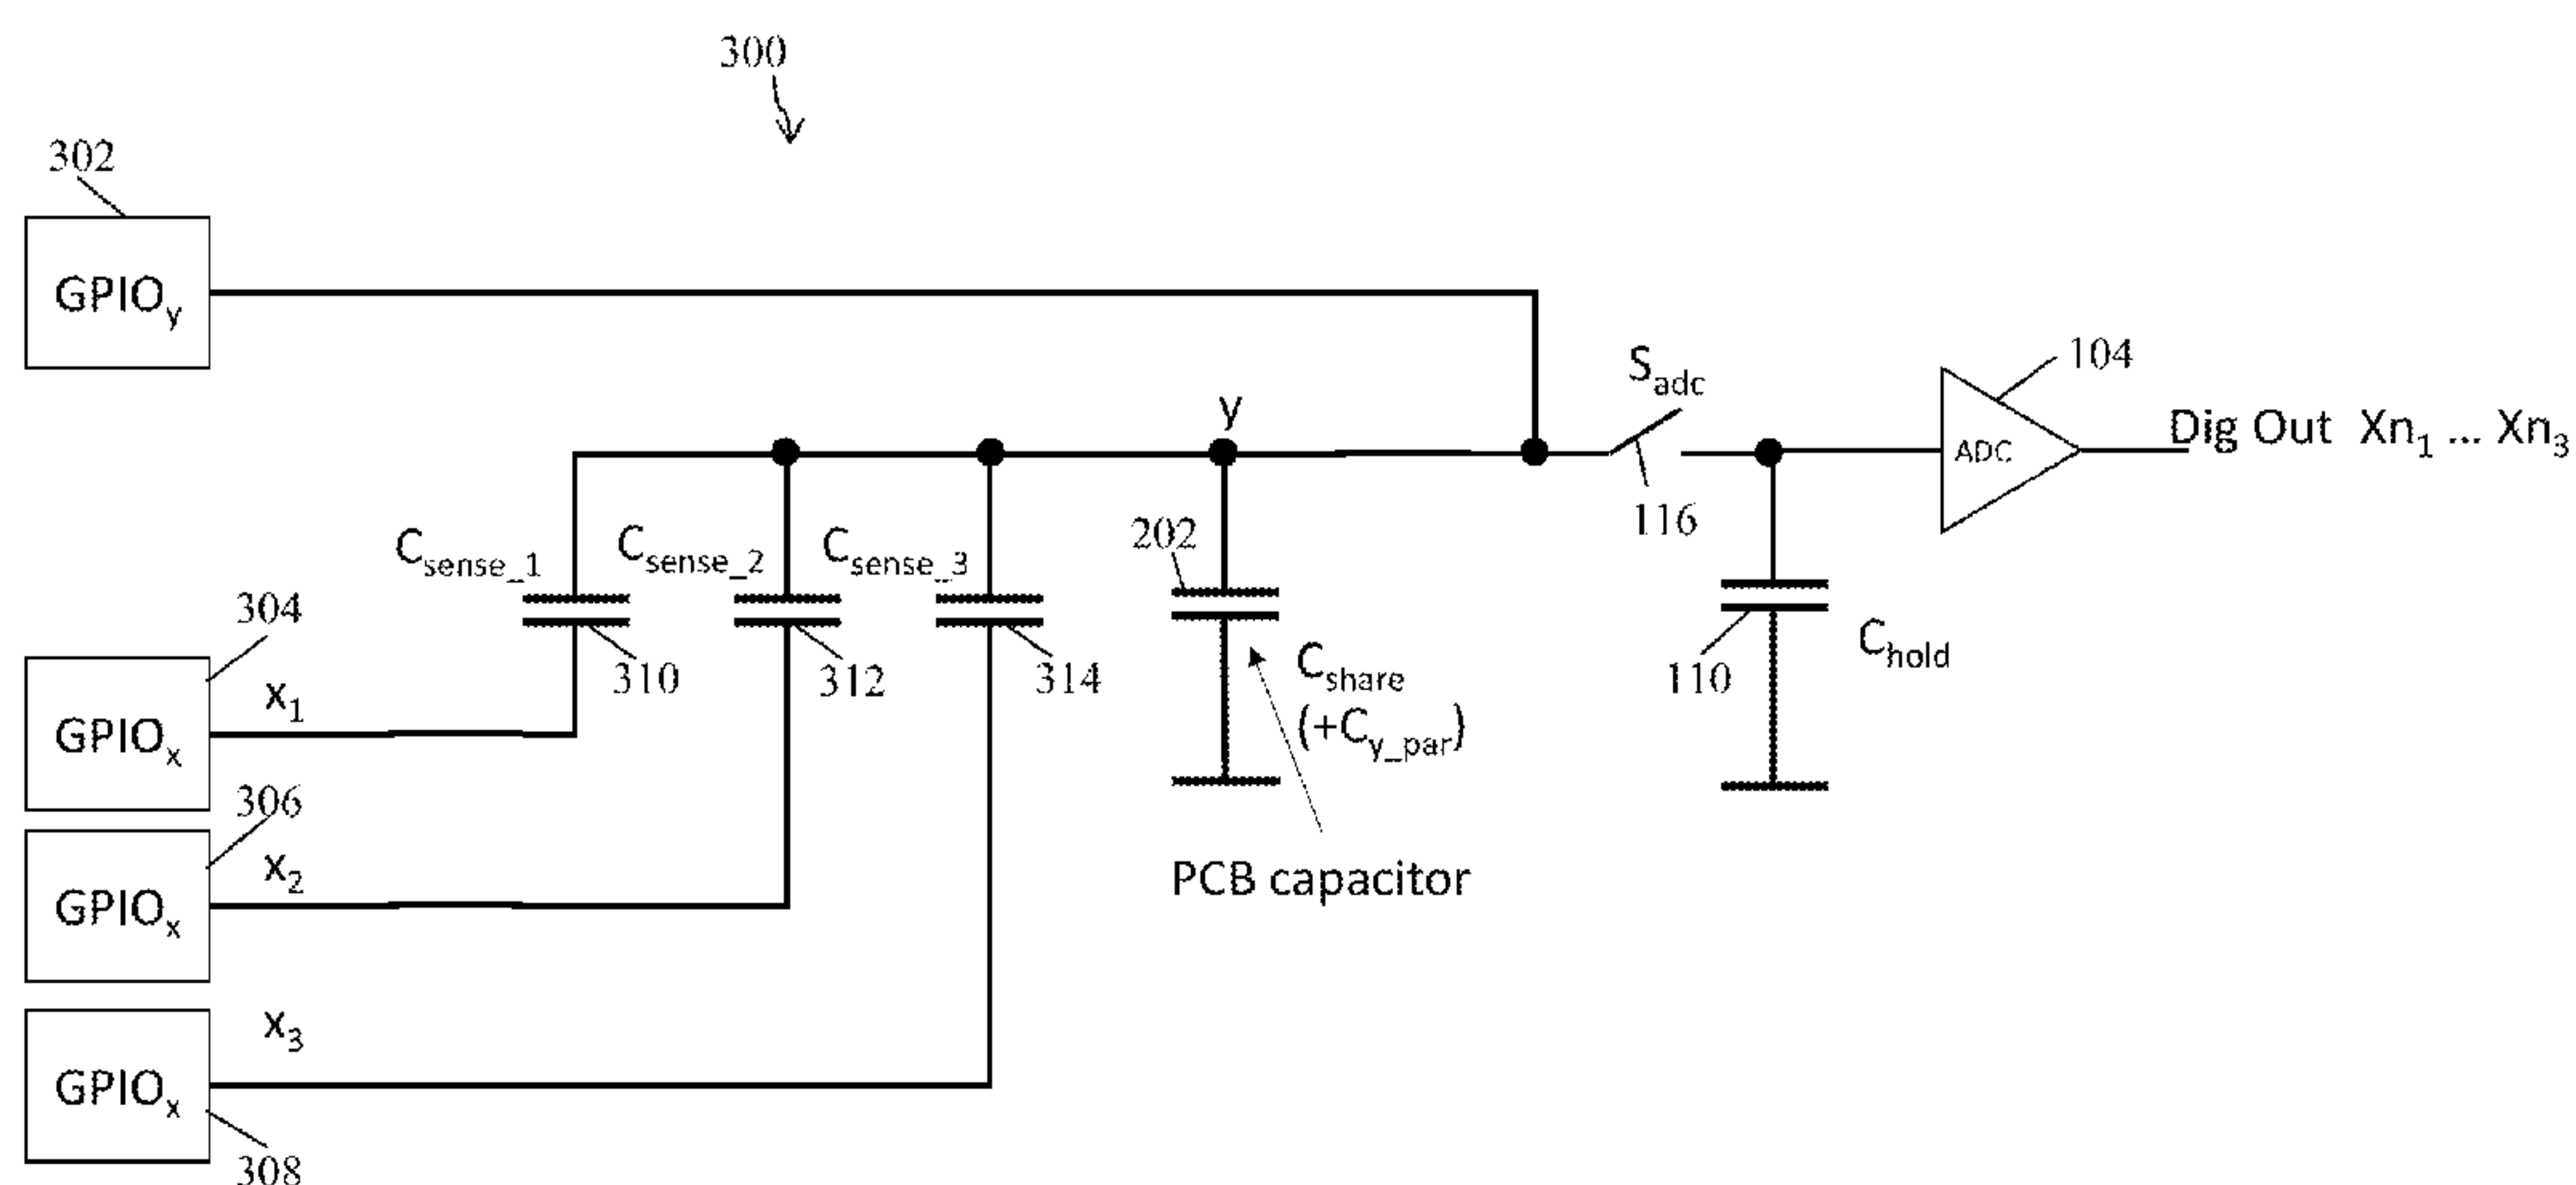 300
302
GPIOy
Sadc
104
y
ADC
Dig Out Xn1 ... Xn3
116
202
Csense_1
Csense_2
Csense_3
304
310
312
314
Cshare
(+Cy_par)
110
Chold
x1
GPIOx
306
PCB capacitor
x2
GPIOx
x3
GPIOx
308